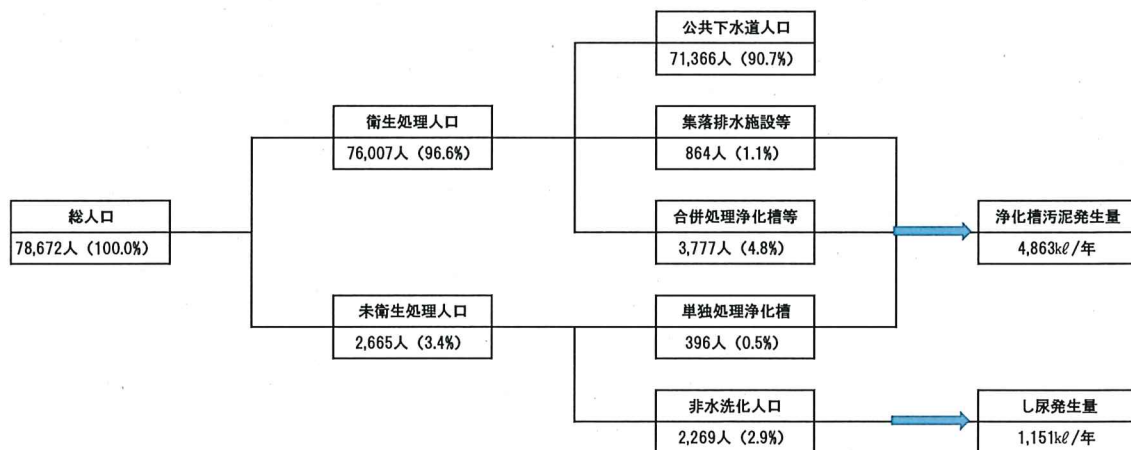 公共下水道人口
71,366人（90.7%）
衛生処理人口
76,007人（96.6%）
集落排水施設等
864人（1.1%）
総人口
78,672人（100.0%）
合併処理浄化槽等
3,777人（4.8%）
浄化槽汚泥発生量
4,863kℓ/年
未衛生処理人口
2,665人（3.4%）
単独処理浄化槽
396人（0.5%）
非水洗化人口
2,269人（2.9%）
し尿発生量
1,151kℓ/年